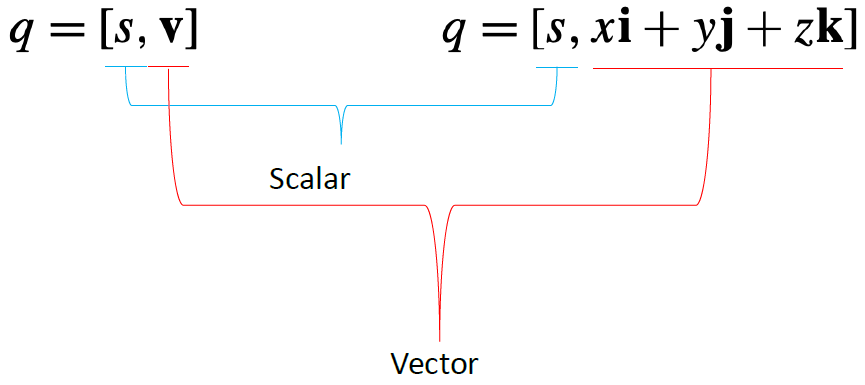 q = [s, v]
q = [s, xi + yj + zk]
Scalar
Vector